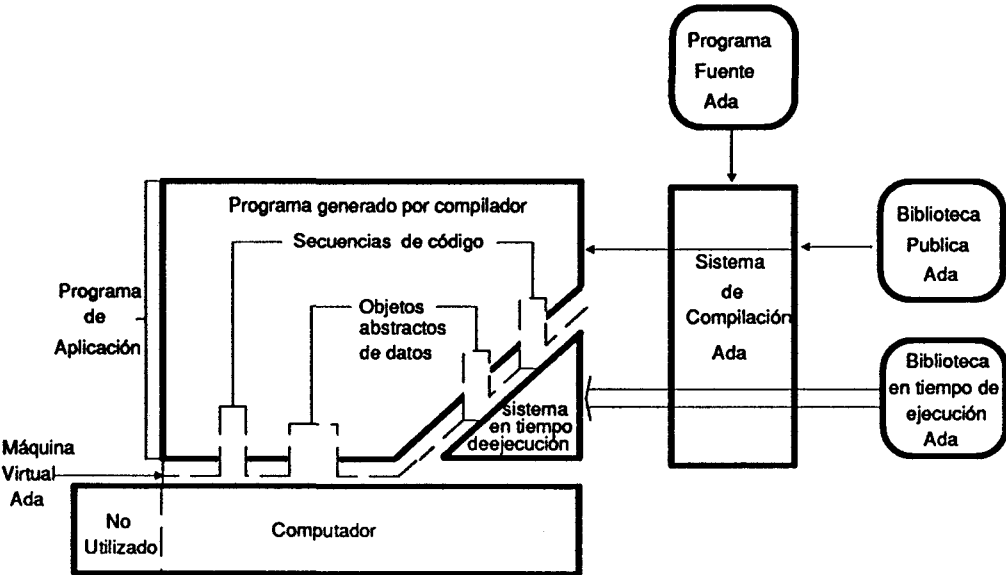 Programa
Fuente
Ada
Programa generado por compilador
Secuencias de código
Objetos
abstractos
de datos
Programa
de
Aplicación
Sistema
de
Compilación
Ada
Biblioteca
Publica
Ada
Biblioteca
en tiempo de
ejecución
Ada
sistema
en tiempo
deejecución
Máquina
Virtual
Ada
No
Utilizado
Computador